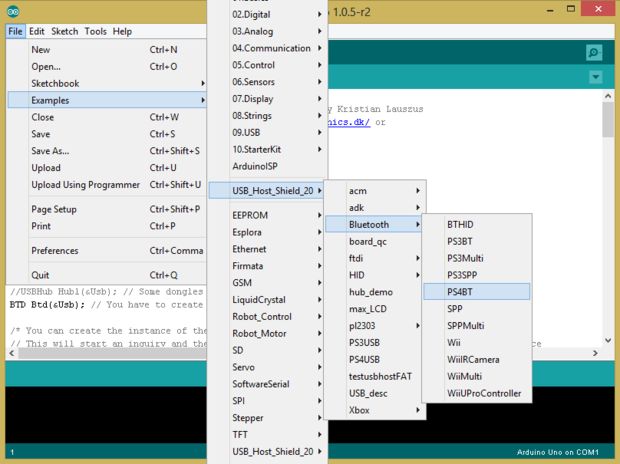 1.0.5-r2
File Edit Sketch Tools Help
New Ctrl+N
Open... Ctrl+O
Sketchbook
Examples
Close Ctrl+W
Save Ctrl+S
Save As... Ctrl+Shift+S
Upload Ctrl+U
Upload Using Programmer Ctrl+Shift+U
Page Setup Ctrl+Shift+P
Print Ctrl+P
Preferences Ctrl+Comma
Quit Ctrl+Q
02.Digital
03.Analog
04.Communication
05.Control
06.Sensors
07.Display
08.Strings
09.USB
10.StarterKit
ArduinoISP
USB_Host_Shield_20
EEPROM
Esplora
Ethernet
Firmata
GSM
LiquidCrystal
Robot_Control
Robot_Motor
SD
Servo
SoftwareSerial
SPI
Stepper
TFT
USB_Host_Shield_20
acm
adk
Bluetooth
board_qc
ftdi
HID
hub_demo
max_LCD
pl2303
PS3USB
PS4USB
testusbhostFAT
USB_desc
Xbox
BTHID
PS3BT
PS3Multi
PS3SPP
PS4BT
SPP
SPPMulti
Wii
WiiIRCamera
WiiMulti
WiiUProController
y Kristian Lauszus
nics.dk/ or
//USBHub Hub1(&Usb); // Some dongles
BTD Btd(&Usb); // You have to create
/* You can create the instance of the
// This will start an inquiry and the
ce
1 Arduino Uno on COM1